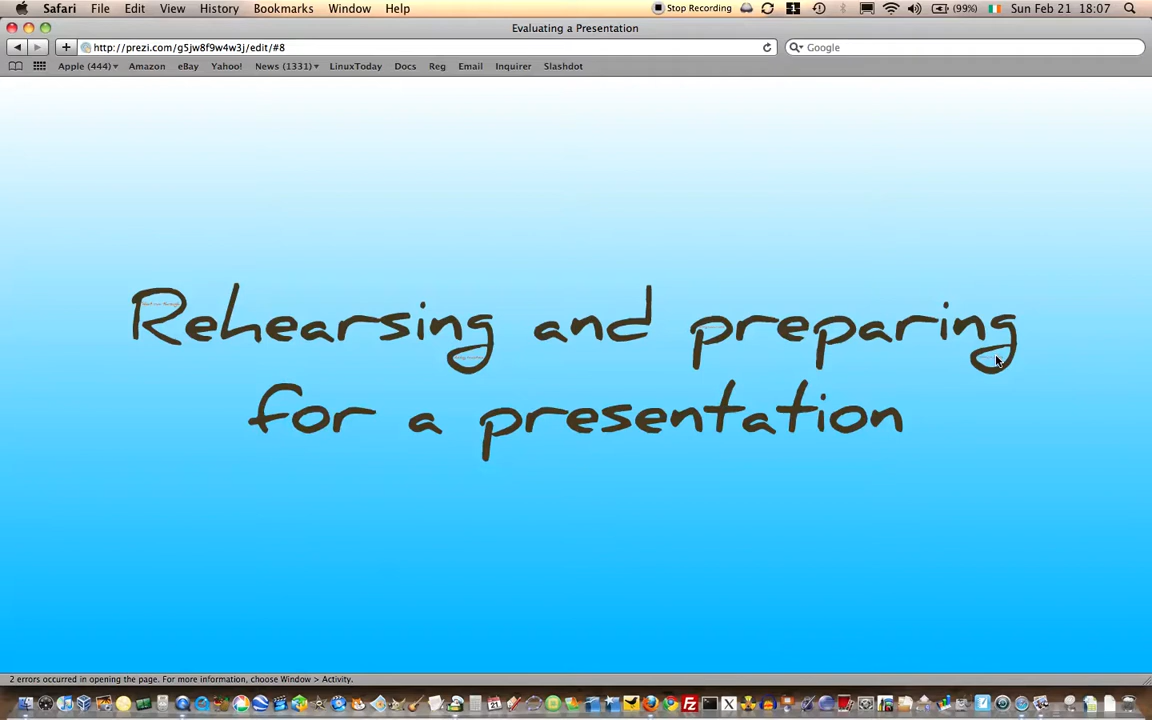 Safari File Edit View History Bookmarks Window Help Stop Recording (99%) Sun Feb 21 18:07
Evaluating a Presentation
http://prezi.com/g5jw8f9w4w3j/edit/#8 Google
Apple (444) Amazon eBay Yahoo! News (1331) LinuxToday Docs Reg Email Inquirer Slashdot
Rehearsing and preparing
for a presentation
2 errors occurred in opening the page. For more information, choose Window > Activity.